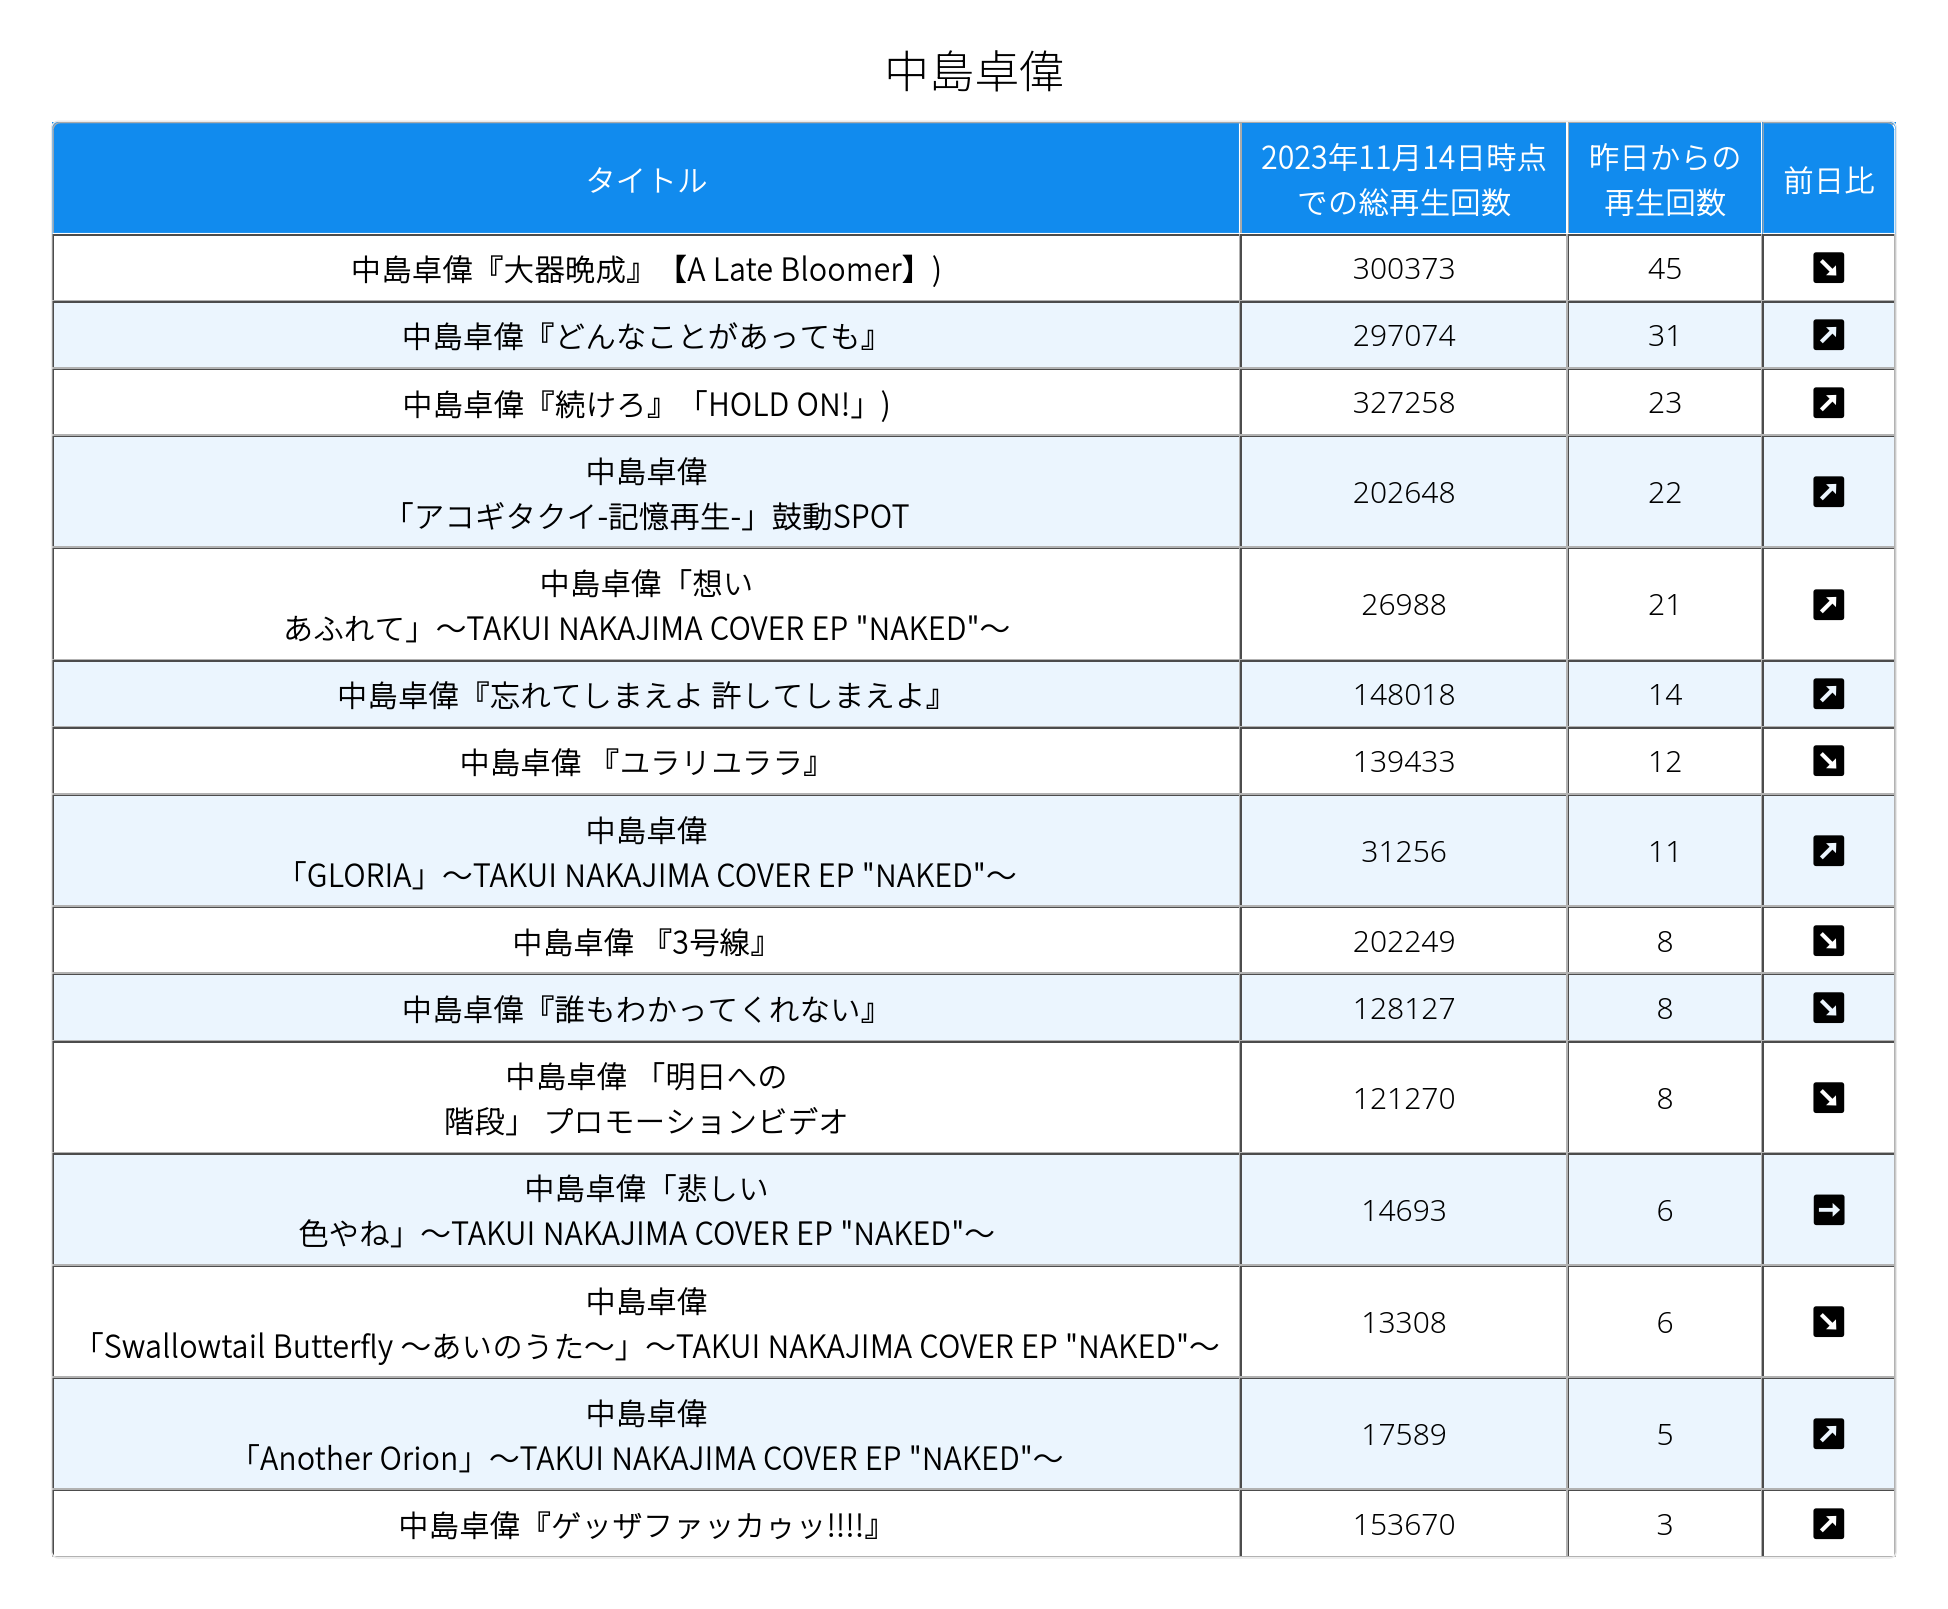 中島卓偉
タイトル
2023年11月14日時点
での総再生回数
昨日からの
再生回数
前日比
中島卓偉『大器晩成』【A Late Bloomer】)
300373
45
中島卓偉『どんなことがあっても』
297074
31
中島卓偉『続けろ』「HOLD ON!」)
327258
23
中島卓偉
「アコギタクイ-記憶再生-」鼓動SPOT
202648
22
中島卓偉「想い
あふれて」～TAKUI NAKAJIMA COVER EP "NAKED"～
26988
21
中島卓偉『忘れてしまえよ 許してしまえよ』
148018
14
中島卓偉 『ユラリユララ』
139433
12
中島卓偉
「GLORIA」～TAKUI NAKAJIMA COVER EP "NAKED"～
31256
11
中島卓偉 『3号線』
202249
8
中島卓偉『誰もわかってくれない』
128127
8
中島卓偉 「明日への
階段」 プロモーションビデオ
121270
8
中島卓偉「悲しい
色やね」～TAKUI NAKAJIMA COVER EP "NAKED"～
14693
6
中島卓偉
「Swallowtail Butterfly ～あいのうた～」～TAKUI NAKAJIMA COVER EP "NAKED"～
13308
6
中島卓偉
「Another Orion」～TAKUI NAKAJIMA COVER EP "NAKED"～
17589
5
中島卓偉『ゲッザファッカゥッ!!!!』
153670
3